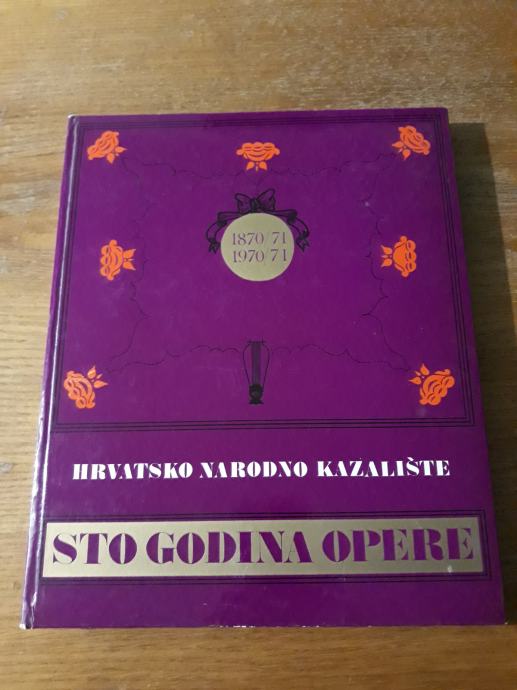 1870/71
1970/71
HRVATSKO NARODNO KAZALIŠTE
STO GODINA OPERE